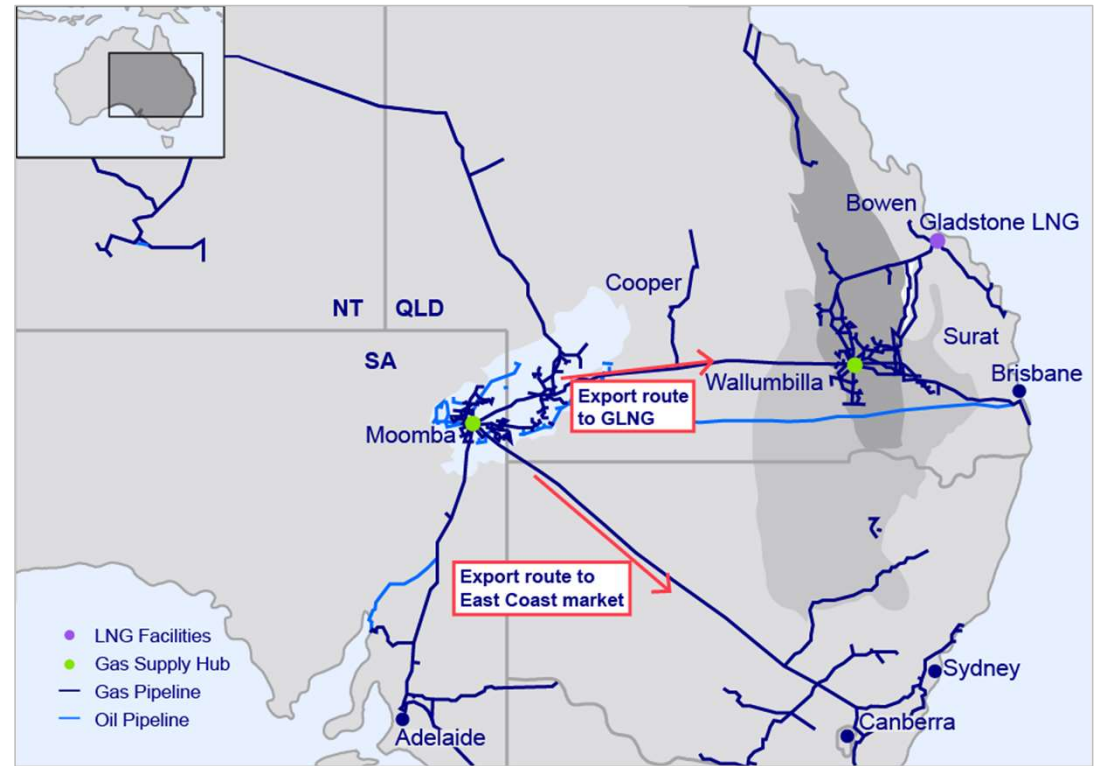 Bowen
Gladstone LNG
Cooper
NT
QLD
Surat
SA
Wallumbilla
Brisbane
Export route
to GLNG
Moomba
Export route to
East Coast market
LNG Facilities
Gas Supply Hub
Gas Pipeline
Oil Pipeline
Sydney
Canberra
Adelaide